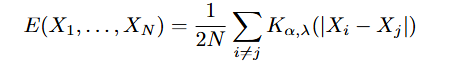 E(X_1, \ldots, X_N) = \frac{1}{2N} \sum_{i \neq j} K_{\alpha,\lambda}(|X_i - X_j|)